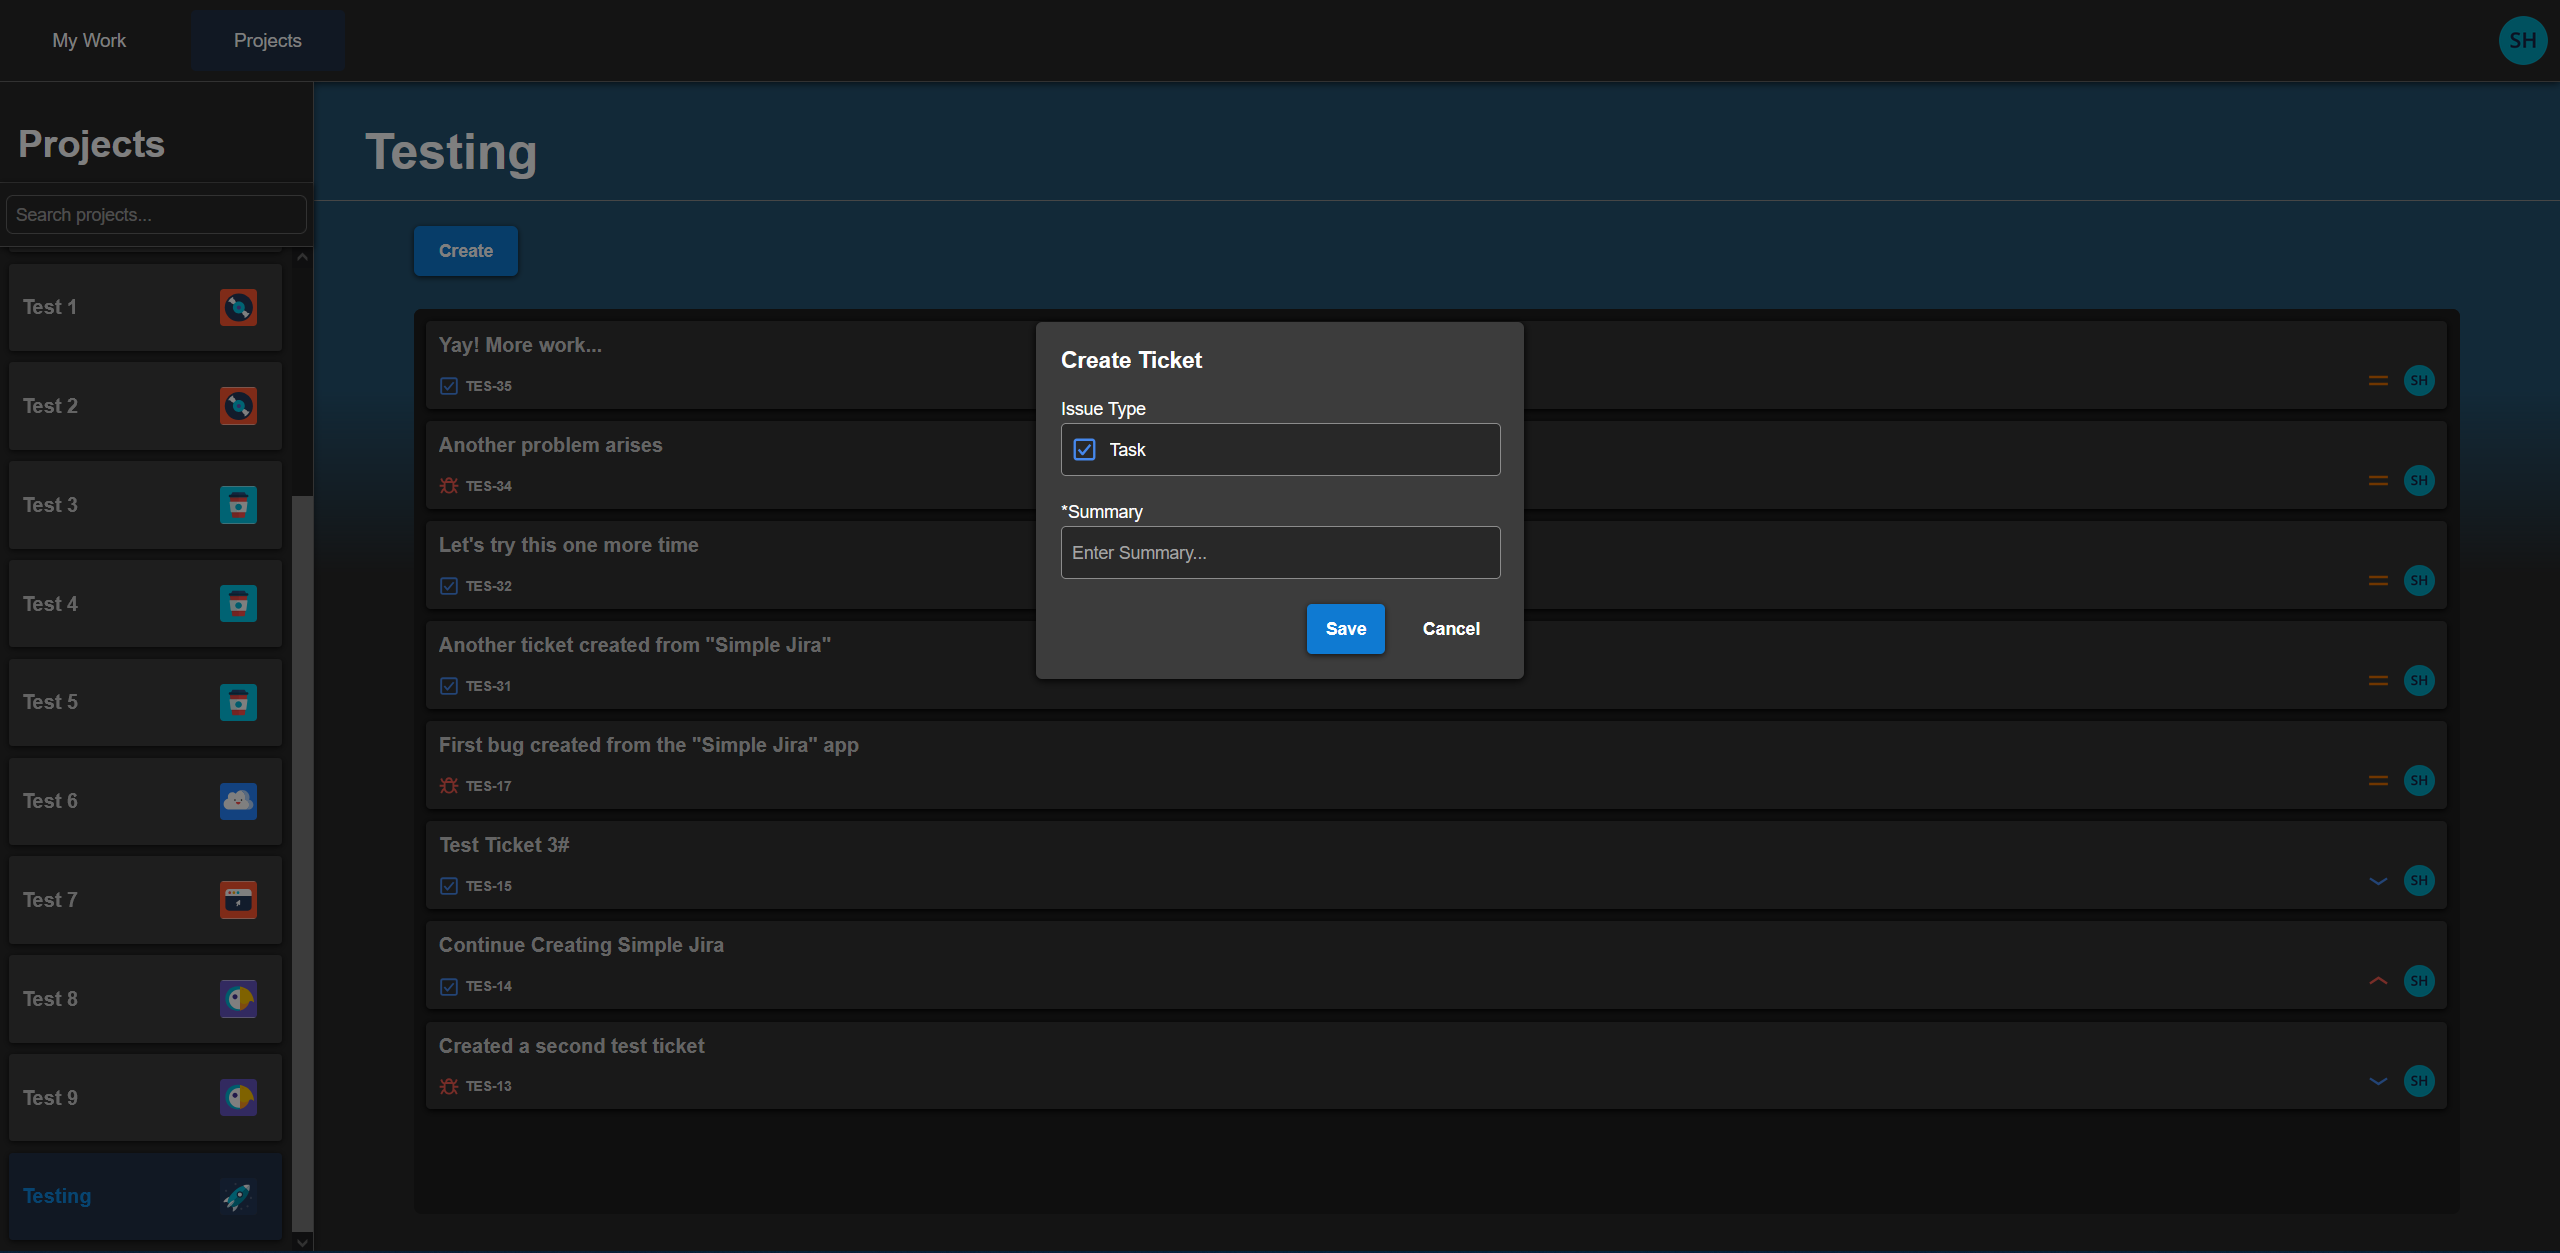 My Work
Projects
SH
Projects
Search projects...
Test 1
Test 2
Test 3
Test 4
Test 5
Test 6
Test 7
Test 8
Test 9
Testing
Testing
Create
Yay! More work...
TES-35
SH
Another problem arises
TES-34
SH
Let's try this one more time
TES-32
SH
Another ticket created from "Simple Jira"
TES-31
SH
First bug created from the "Simple Jira" app
TES-17
SH
Test Ticket 3#
TES-15
SH
Continue Creating Simple Jira
TES-14
SH
Created a second test ticket
TES-13
SH
Create Ticket
Issue Type
Task
*Summary
Enter Summary...
Save
Cancel